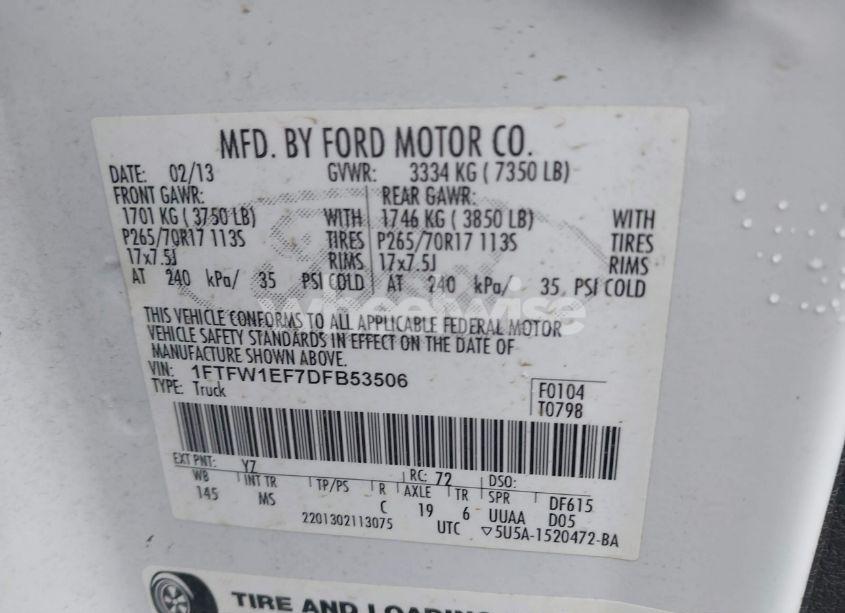 MFD. BY FORD MOTOR CO.
DATE: 02/13 GVWR: 3334 KG ( 7350 LB)
FRONT GAWR: REAR GAWR:
1701 KG ( 3750 LB) WITH 1746 KG ( 3850 LB) WITH
P265/70R17 113S TIRES P265/70R17 113S TIRES
17x7.5J RIMS 17x7.5J RIMS
AT 240 kPa/ 35 PSI COLD AT 240 kPa/ 35 PSI COLD
wheelwise
THIS VEHICLE CONFORMS TO ALL APPLICABLE FEDERAL MOTOR
VEHICLE SAFETY STANDARDS IN EFFECT ON THE DATE OF
MANUFACTURE SHOWN ABOVE.
VIN: 1FTFW1EF7DFB53506
TYPE: Truck
F0104
T0798
EXT PNT: YZ RC: 72 DSO:
WB INT TR TP/PS R AXLE TR SPR DF615
145 MS C 19 6 UUAA D05
2201302113075 UTC ▽5U5A-1520472-BA
TIRE AND LOADING